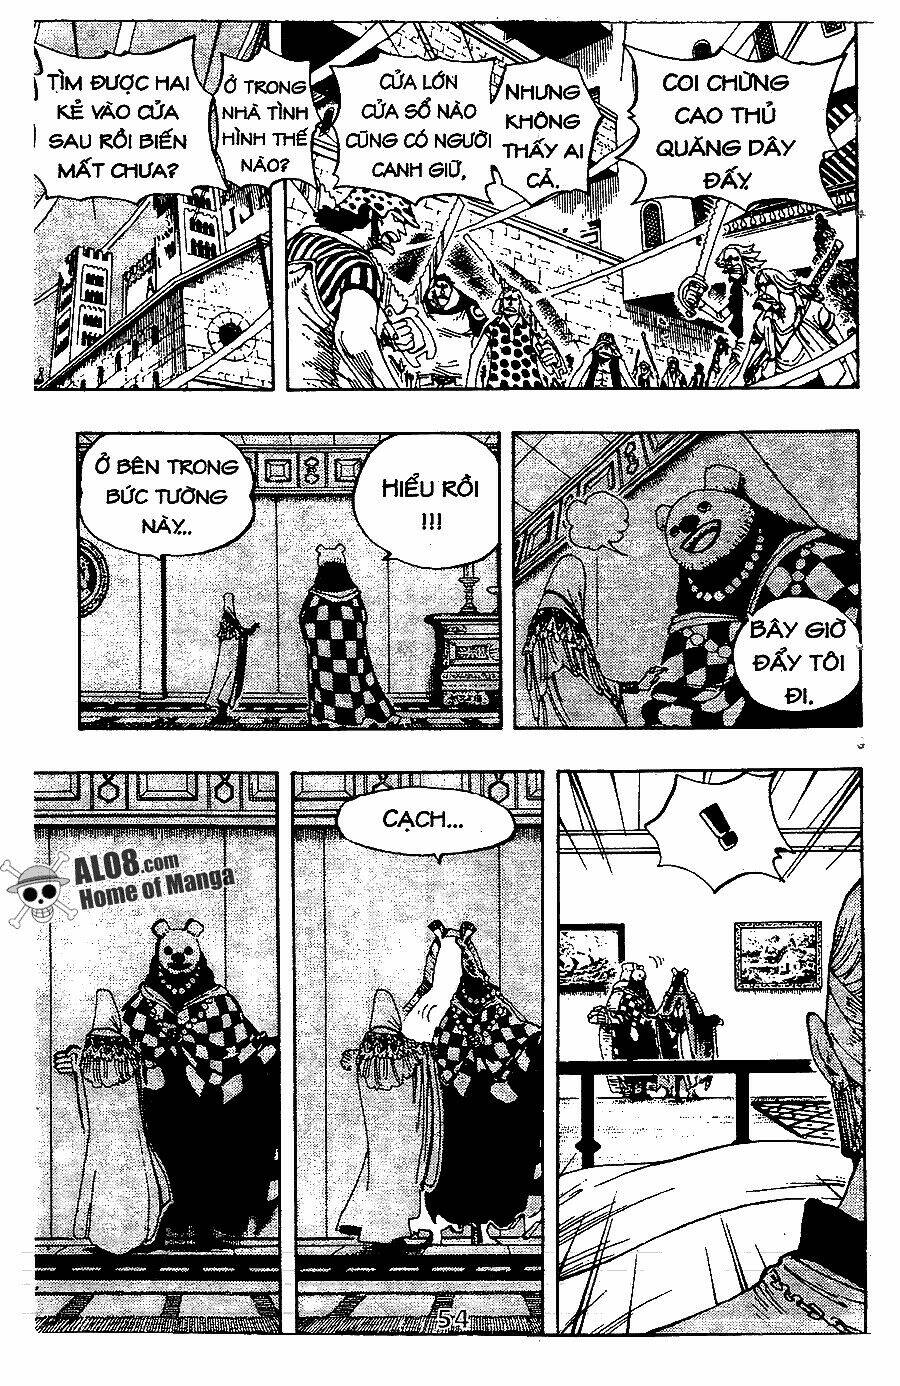 COI CHỪNG
CAO THỦ
QUĂNG DÂY
ĐẤY.
NHƯNG
KHÔNG
THẤY AI
CẢ.
CỬA LỚN
CỬA SỔ NÀO
CŨNG CÓ NGƯỜI
CANH GIỮ,
Ở TRONG
NHÀ TÌNH
HÌNH THẾ
NÀO?
TÌM ĐƯỢC HAI
KẺ VÀO CỬA
SAU RỒI BIẾN
MẤT CHƯA?
BÂY GIỜ
ĐẨY TÔI
ĐI.
HIỂU RỒI
!!!
Ở BÊN TRONG
BỨC TƯỜNG
NÀY...
!
CẠCH...
ALO8.com
Home of Manga
54